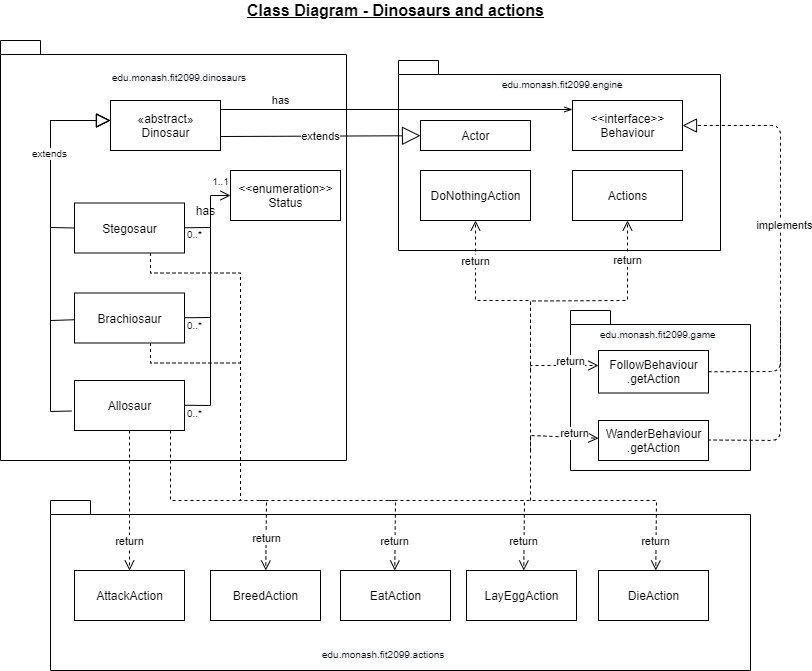 Class Diagram - Dinosaurs and actions
edu.monash.fit2099.dinosaurs
edu.monash.fit2099.engine
«abstract»
Dinosaur
has
extends
Actor
<<interface>>
Behaviour
extends
<<enumeration>>
Status
1..1
has
DoNothingAction
Actions
Stegosaur
0..*
implements
return
return
Brachiosaur
0..*
edu.monash.fit2099.game
return
FollowBehaviour
.getAction
Allosaur
0..*
return
WanderBehaviour
.getAction
return
return
return
return
return
AttackAction
BreedAction
EatAction
LayEggAction
DieAction
edu.monash.fit2099.actions